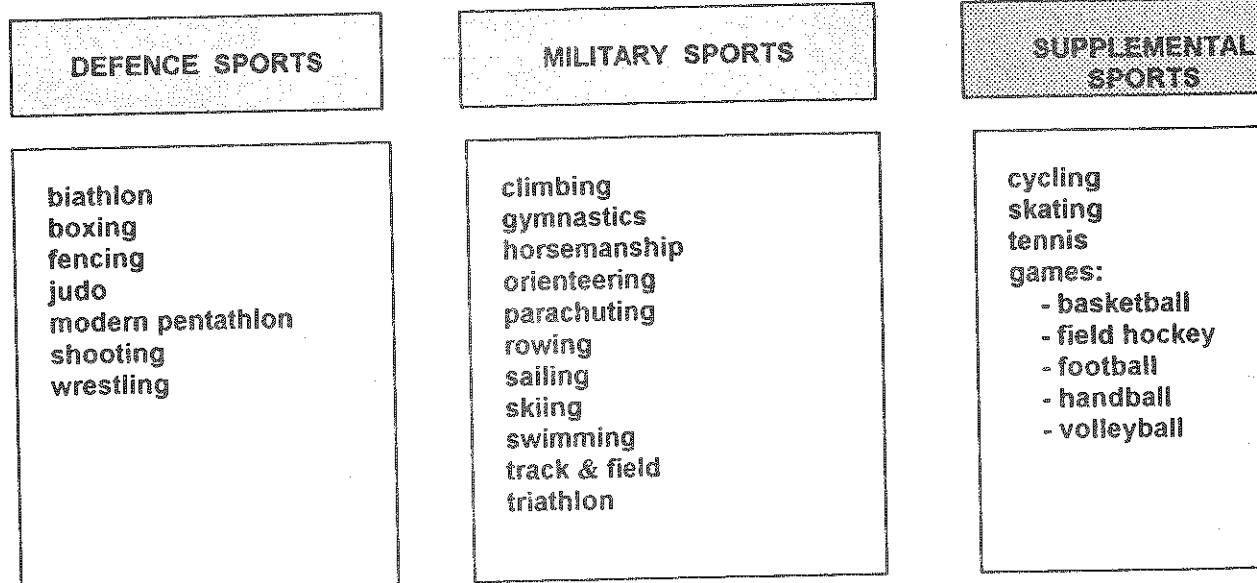 DEFENCE SPORTS
biathlon
boxing
fencing
judo
modern pentathlon
shooting
wrestling
MILITARY SPORTS
climbing
gymnastics
horsemanship
orienteering
parachuting
rowing
sailing
skiing
swimming
track & field
triathlon
SUPPLEMENTAL
SPORTS
cycling
skating
tennis
games:
- basketball
- field hockey
- football
- handball
- volleyball